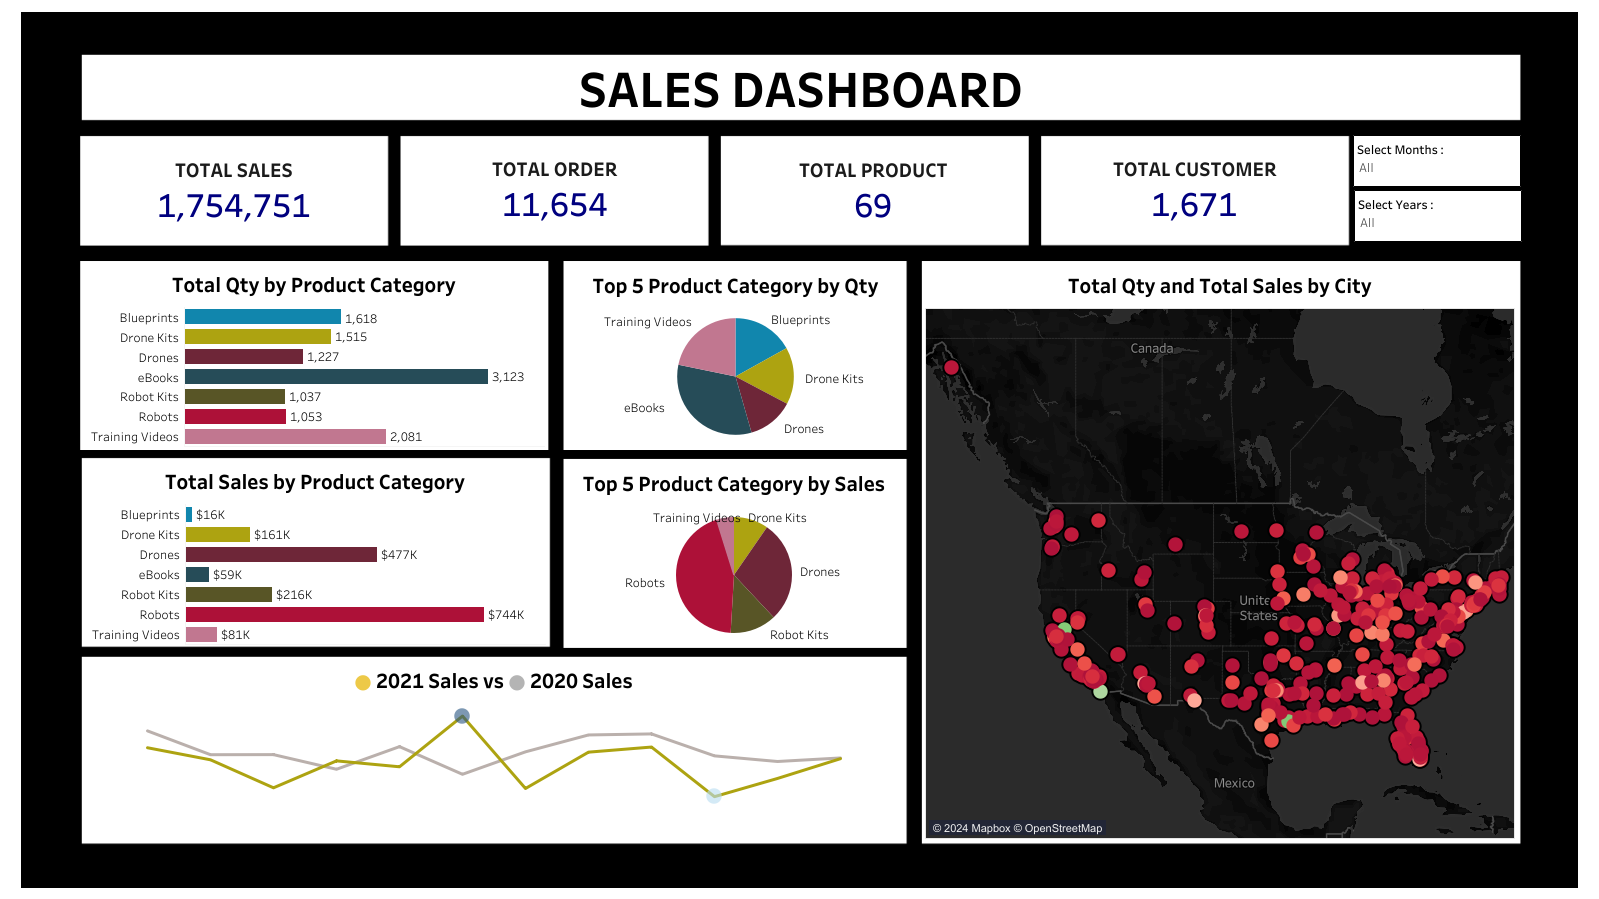 SALES DASHBOARD
TOTAL SALES
1,754,751
TOTAL ORDER
11,654
TOTAL PRODUCT
69
TOTAL CUSTOMER
1,671
Select Months :
All
Select Years :
All
Total Qty by Product Category
Blueprints 1,618
Drone Kits 1,515
Drones 1,227
eBooks 3,123
Robot Kits 1,037
Robots 1,053
Training Videos 2,081
Top 5 Product Category by Qty
Training Videos
Blueprints
Drone Kits
eBooks
Drones
Total Sales by Product Category
Blueprints $16K
Drone Kits $161K
Drones $477K
eBooks $59K
Robot Kits $216K
Robots $744K
Training Videos $81K
Top 5 Product Category by Sales
Training Videos
Drone Kits
Drones
Robots
Robot Kits
2021 Sales vs 2020 Sales
Total Qty and Total Sales by City
Canada
United
States
Mexico
© 2024 Mapbox © OpenStreetMap